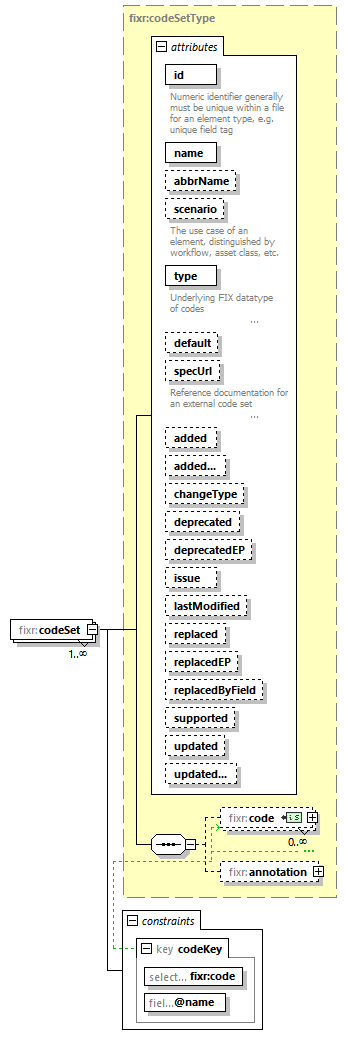 fixr:codeSetType
attributes
id
Numeric identifier generally
must be unique within a file
for an element type, e.g.
unique field tag
name
abbrName
scenario
The use case of an
element, distinguished by
workflow, asset class, etc.
type
Underlying FIX datatype
of codes
...
default
specUrl
Reference documentation for
an external code set
...
added
added...
changeType
deprecated
deprecatedEP
issue
lastModified
replaced
replacedEP
replacedByField
supported
updated
updated...
fixr:codeSet
1..∞
fixr:code
is
0..∞
fixr:annotation
constraints
key codeKey
select... fixr:code
fiel... @name